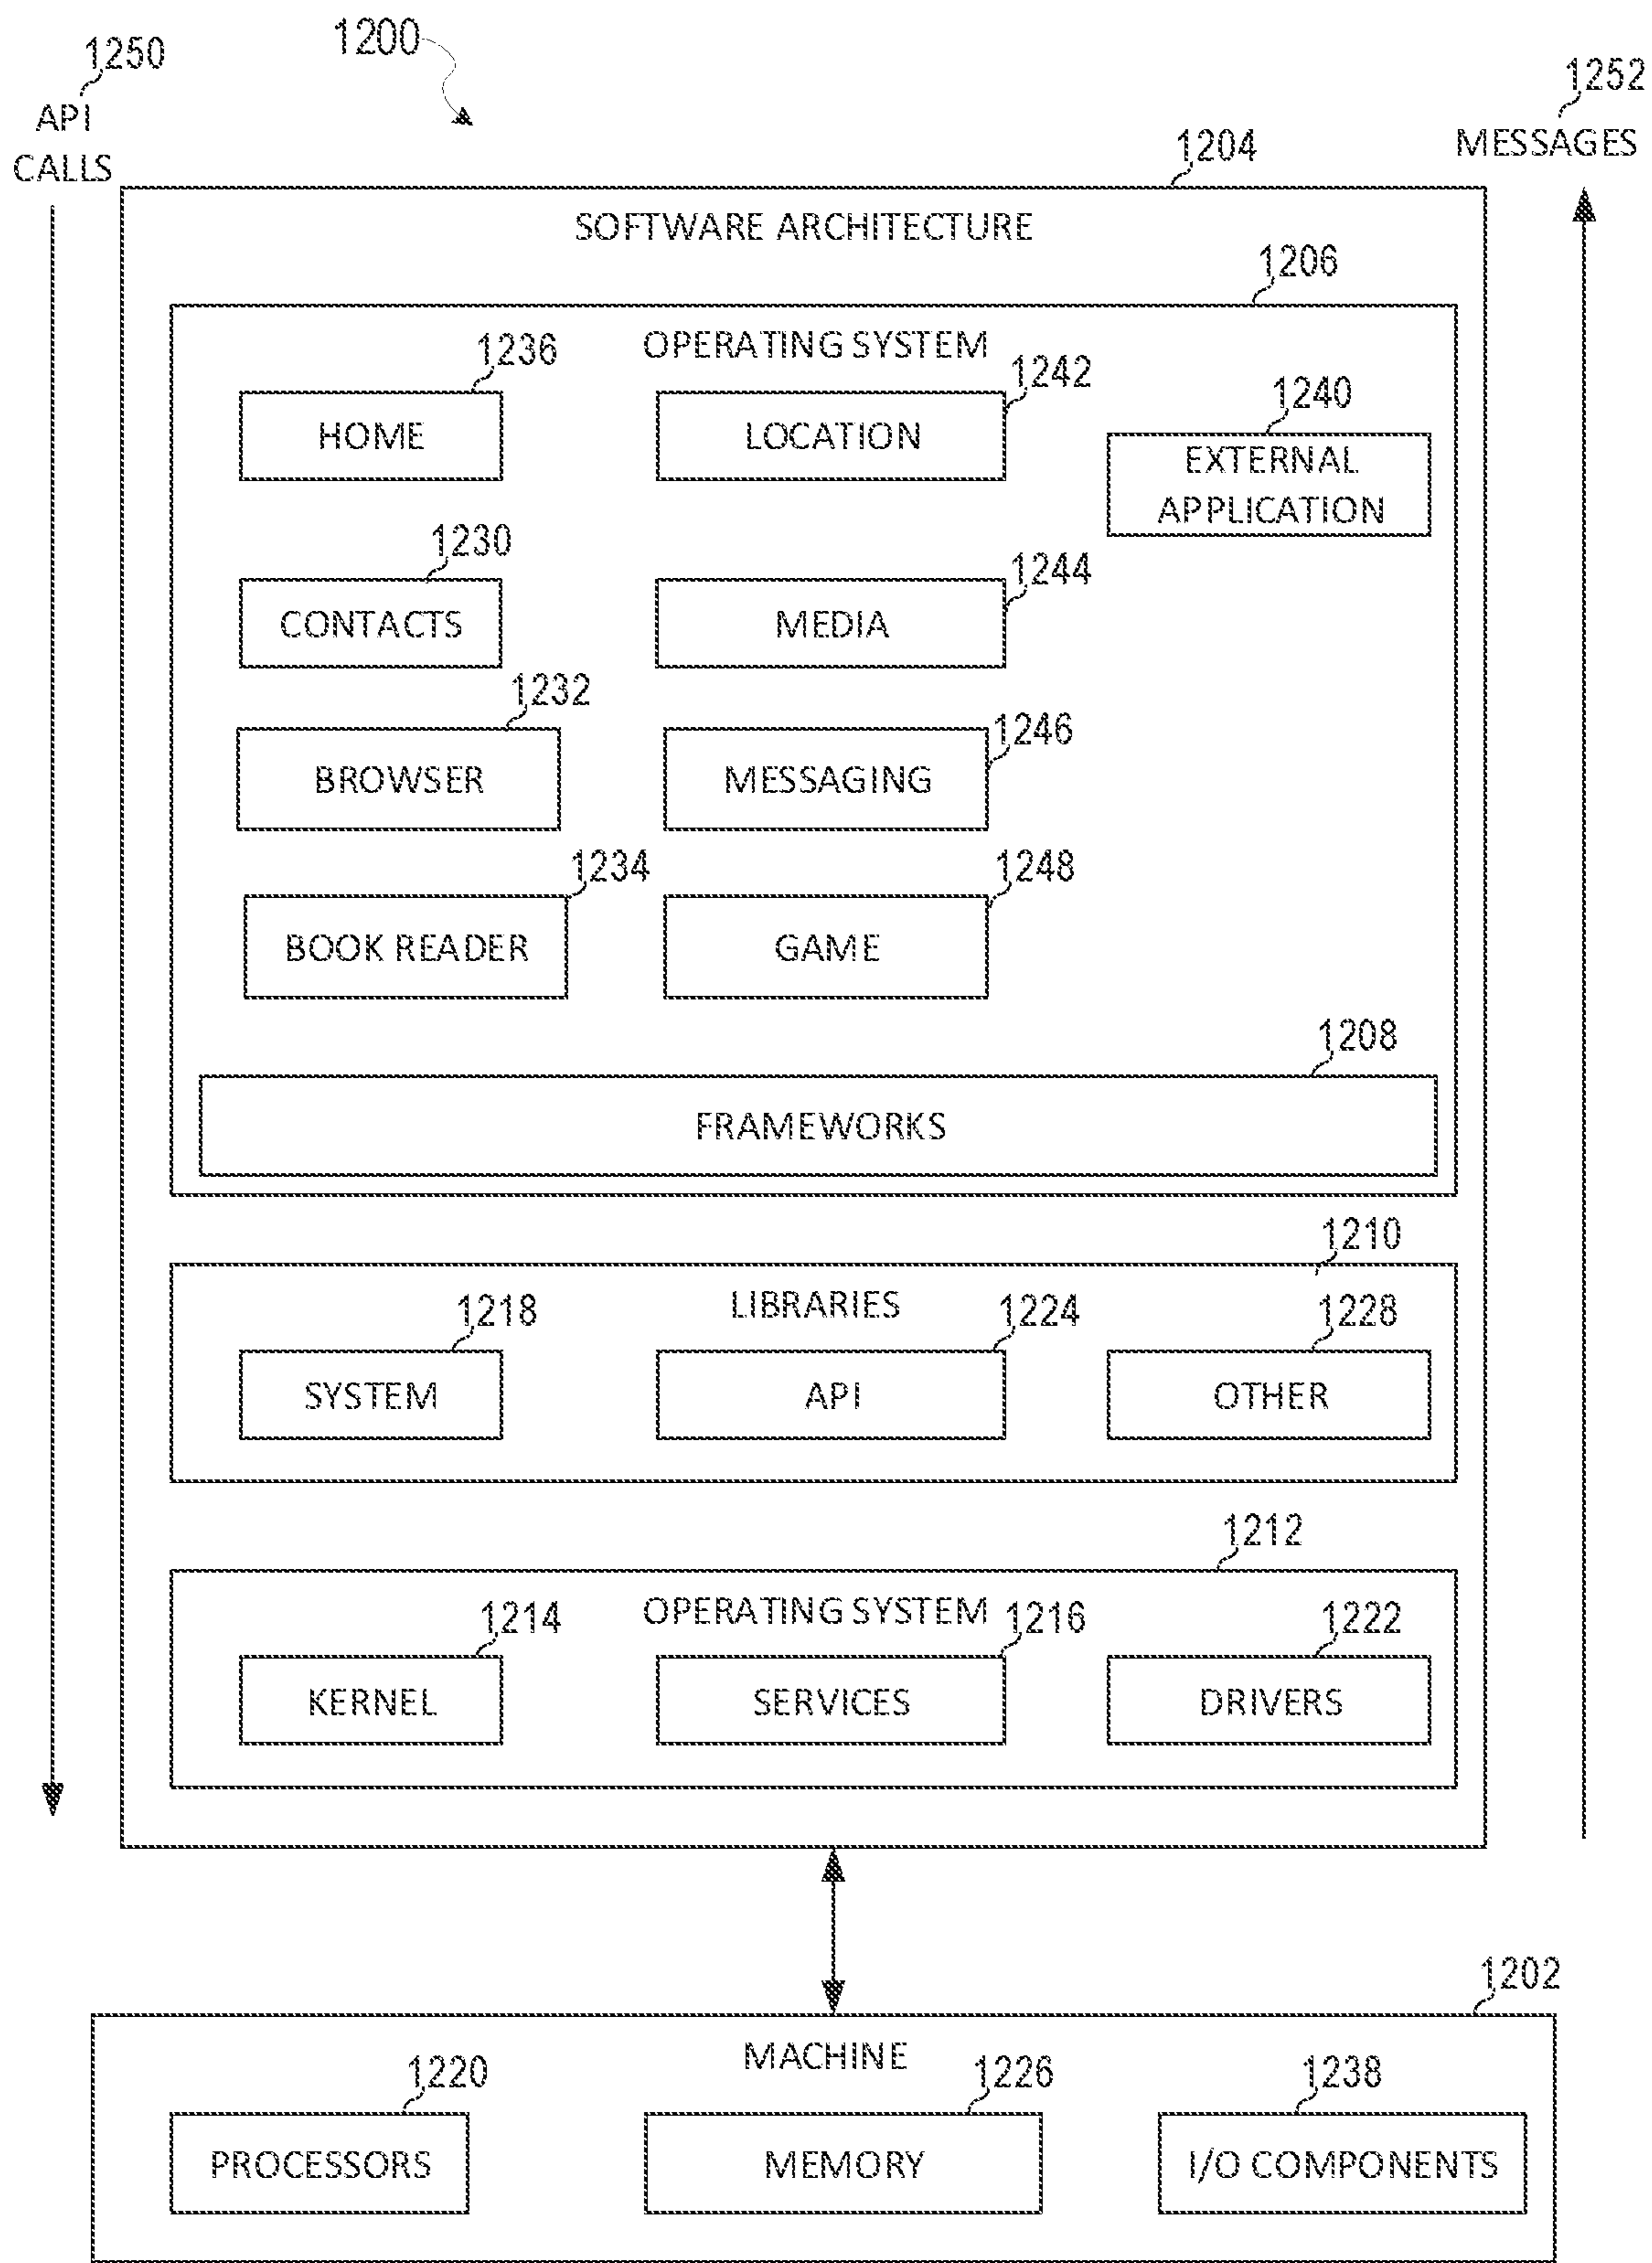 1250
API
CALLS
1200
1252
MESSAGES
1204
SOFTWARE ARCHITECTURE
1206
OPERATING SYSTEM
1236
HOME
1242
LOCATION
1240
EXTERNAL
APPLICATION
1230
CONTACTS
1244
MEDIA
1232
BROWSER
1246
MESSAGING
1234
BOOK READER
1248
GAME
1208
FRAMEWORKS
1210
LIBRARIES
1218
SYSTEM
1224
API
1228
OTHER
1212
OPERATING SYSTEM
1214
KERNEL
1216
SERVICES
1222
DRIVERS
1202
MACHINE
1220
PROCESSORS
1226
MEMORY
1238
I/O COMPONENTS